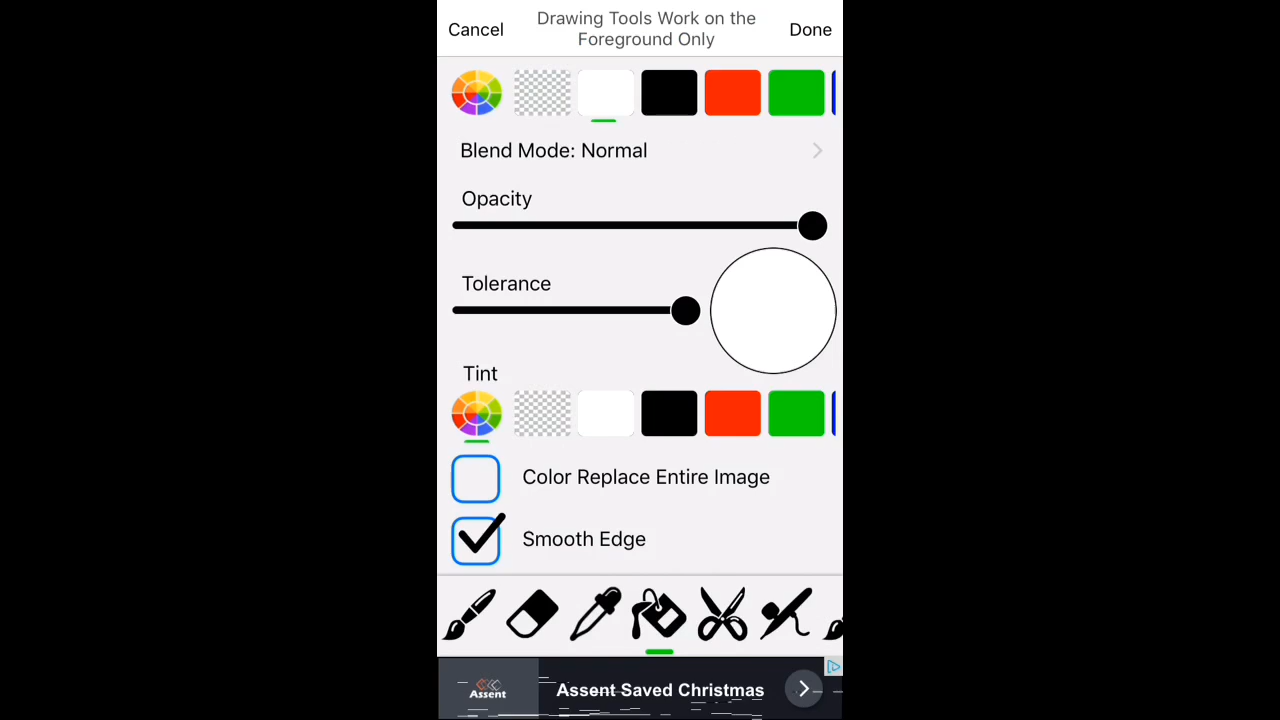 Cancel
Drawing Tools Work on the
Foreground Only
Done
Blend Mode: Normal
Opacity
Tolerance
Tint
Color Replace Entire Image
Smooth Edge
Assent
Assent Saved Christmas